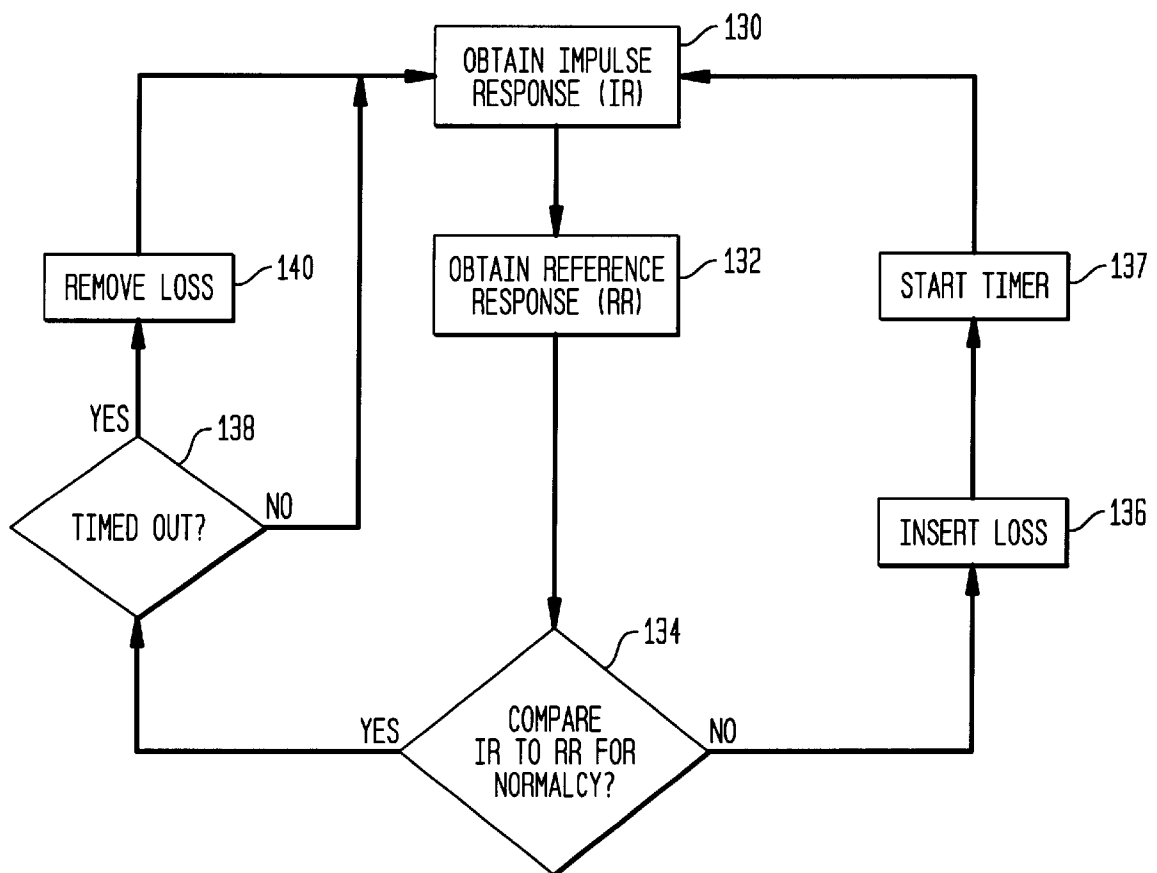 130
OBTAIN IMPULSE
RESPONSE (IR)
OBTAIN REFERENCE
RESPONSE (RR)
132
REMOVE LOSS
140
START TIMER
137
YES
138
TIMED OUT?
NO
INSERT LOSS
136
134
YES
COMPARE
IR TO RR FOR
NORMALCY?
NO